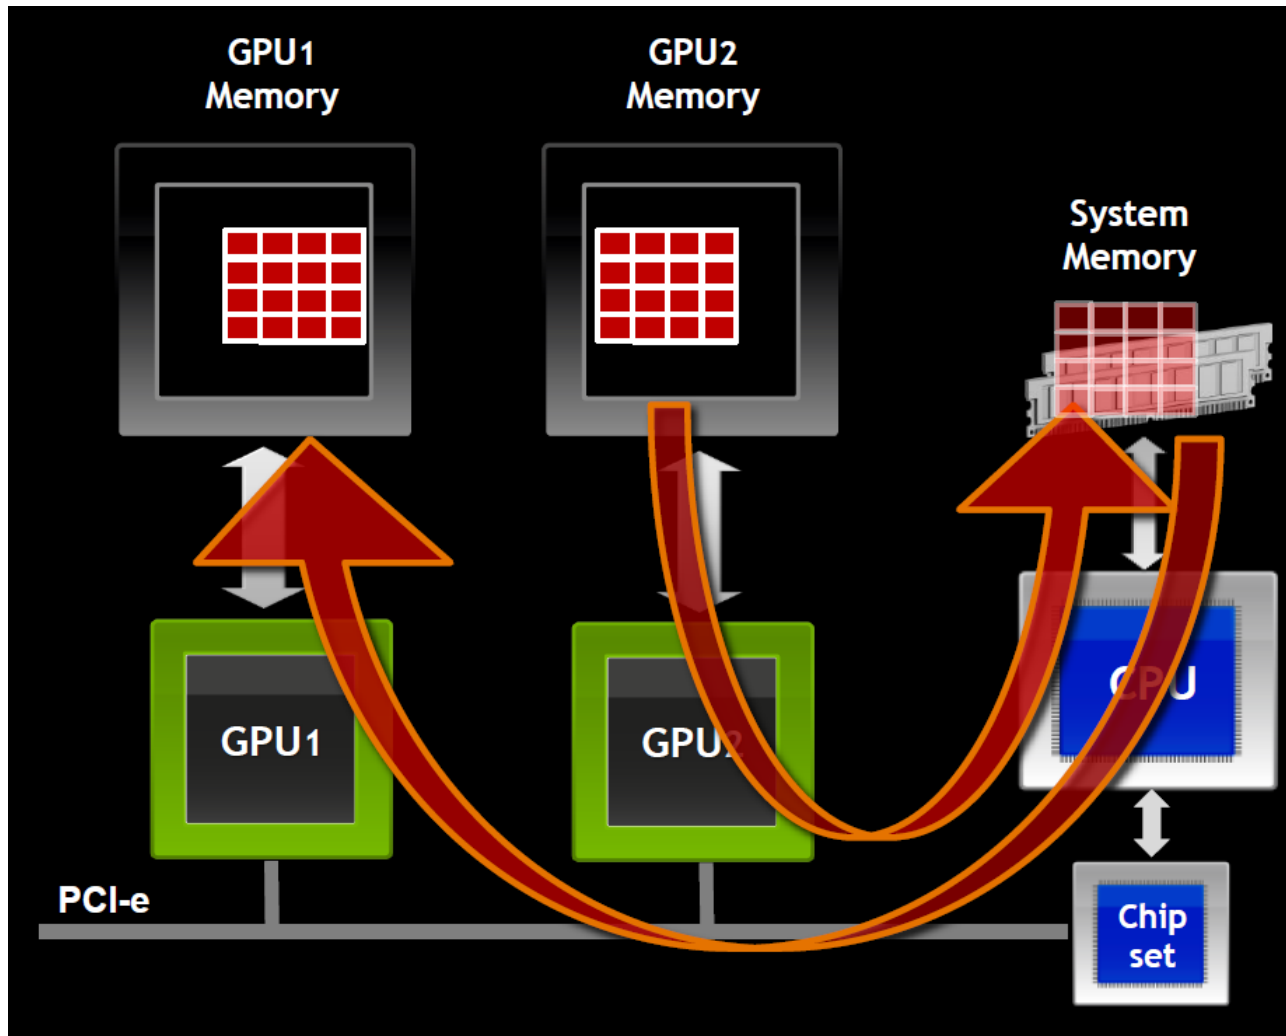 GPU1
Memory
GPU2
Memory
System
Memory
GPU1
GPU2
CPU
PCI-e
Chip
set